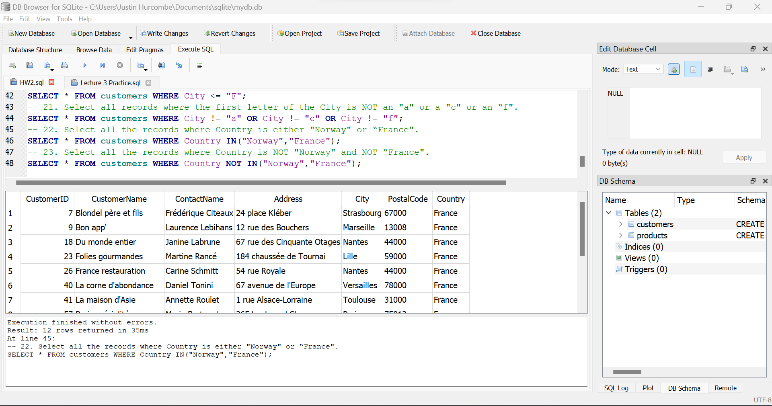 DB Browser for SQLite - C:\Users\Justin Hurcombe\Documents\sqlite\mydb.db
File Edit View Tools Help
New Database Open Database Write Changes Revert Changes Open Project Save Project Attach Database Close Database
Database Structure Browse Data Edit Pragmas Execute SQL
HW2.sql Lecture 3 Practice.sql
42 SELECT * FROM customers WHERE City <= "F";
43 -- 21. Select all records where the first letter of the City is NOT an "a" or a "c" or an "f".
44 SELECT * FROM customers WHERE City != "a" OR City != "c" OR City != "f";
45 -- 22. Select all the records where Country is either "Norway" or "France".
46 SELECT * FROM customers WHERE Country IN("Norway","France");
47 -- 23. Select all the records where Country is NOT "Norway" and NOT "France".
48 SELECT * FROM customers WHERE Country NOT IN("Norway","France");
CustomerID CustomerName ContactName Address City PostalCode Country
1 7 Blondel père et fils Frédérique Citeaux 24 place Kléber Strasbourg 67000 France
2 9 Bon app' Laurence Lebihans 12 rue des Bouchers Marseille 13008 France
3 18 Du monde entier Janine Labrune 67 rue des Cinquante Otages Nantes 44000 France
4 23 Folies gourmandes Martine Rancé 184 chaussée de Tournai Lille 59000 France
5 26 France restauration Carine Schmitt 54 rue Royale Nantes 44000 France
6 40 La corne d'abondance Daniel Tonini 67 avenue de l'Europe Versailles 78000 France
7 41 La maison d'Asie Annette Roulet 1 rue Alsace-Lorraine Toulouse 31000 France
Execution finished without errors.
Result: 12 rows returned in 35ms
At line 45:
-- 22. Select all the records where Country is either "Norway" or "France".
SELECT * FROM customers WHERE Country IN("Norway","France");
Edit Database Cell
Mode: Text
NULL
Type of data currently in cell: NULL
0 byte(s)
Apply
DB Schema
Name Type Schema
Tables (2)
customers CREATE
products CREATE
Indices (0)
Views (0)
Triggers (0)
SQL Log Plot DB Schema Remote
UTF-8